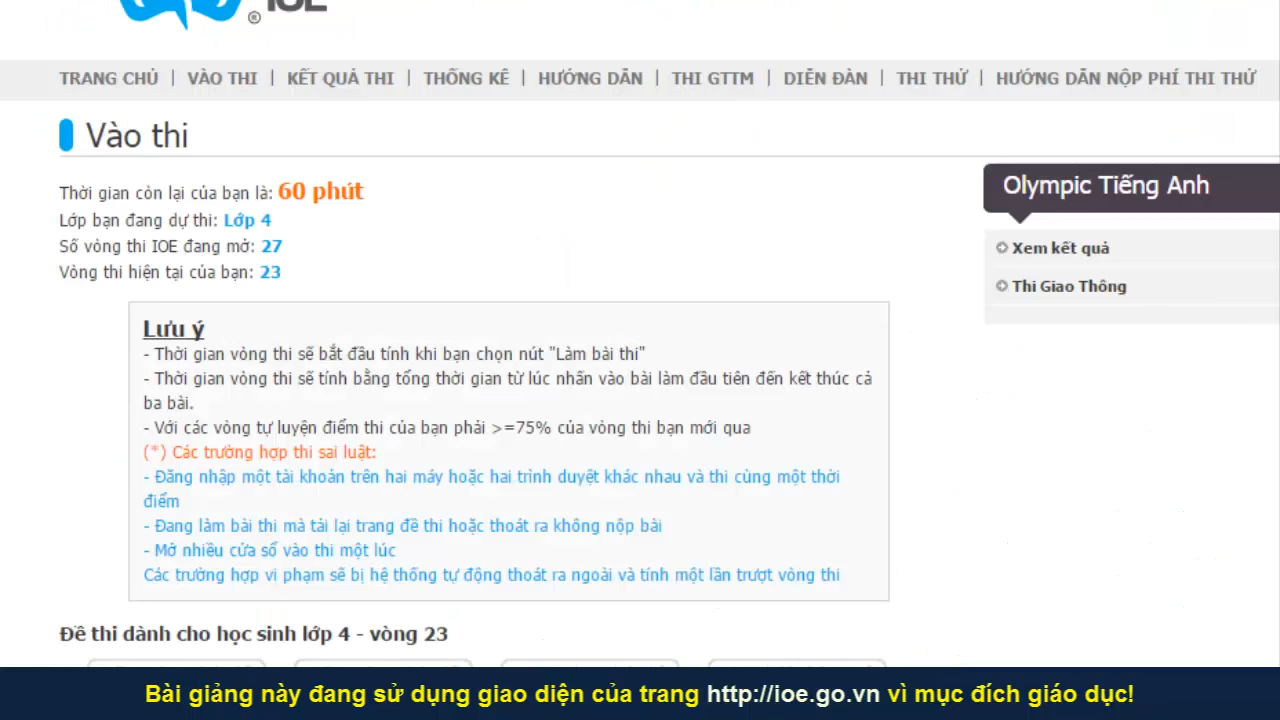 ® IOE
TRANG CHỦ | VÀO THI | KẾT QUẢ THI | THỐNG KÊ | HƯỚNG DẪN | THI GTTM | DIỄN ĐÀN | THI THỬ | HƯỚNG DẪN NỘP PHÍ THI THỬ
Vào thi
Thời gian còn lại của bạn là: 60 phút
Lớp bạn đang dự thi: Lớp 4
Số vòng thi IOE đang mở: 27
Vòng thi hiện tại của bạn: 23
Olympic Tiếng Anh
Xem kết quả
Thi Giao Thông
Lưu ý
- Thời gian vòng thi sẽ bắt đầu tính khi bạn chọn nút "Làm bài thi"
- Thời gian vòng thi sẽ tính bằng tổng thời gian từ lúc nhấn vào bài làm đầu tiên đến kết thúc cả
ba bài.
- Với các vòng tự luyện điểm thi của bạn phải >=75% của vòng thi bạn mới qua
(*) Các trường hợp thi sai luật:
- Đăng nhập một tài khoản trên hai máy hoặc hai trình duyệt khác nhau và thi cùng một thời
điểm
- Đang làm bài thi mà tải lại trang đề thi hoặc thoát ra không nộp bài
- Mở nhiều cửa sổ vào thi một lúc
Các trường hợp vi phạm sẽ bị hệ thống tự động thoát ra ngoài và tính một lần trượt vòng thi
Đề thi dành cho học sinh lớp 4 - vòng 23
Bài giảng này đang sử dụng giao diện của trang http://ioe.go.vn vì mục đích giáo dục!